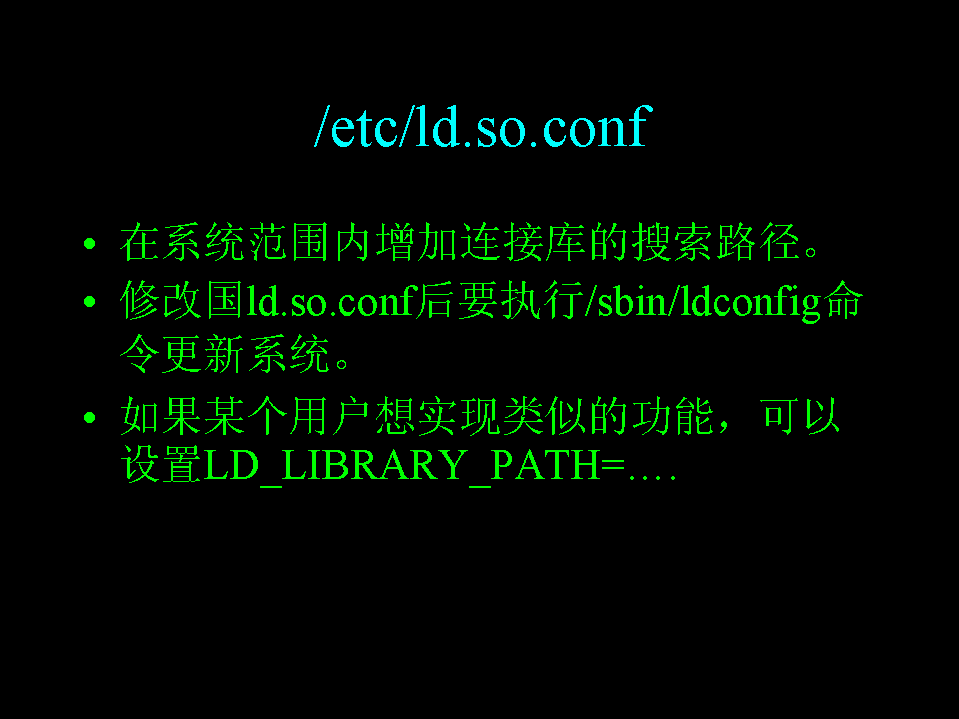 /etc/ld.so.conf
• 在系统范围内增加连接库的搜索路径。
• 修改国ld.so.conf后要执行/sbin/ldconfig命
令更新系统。
• 如果某个用户想实现类似的功能，可以
设置LD_LIBRARY_PATH=….